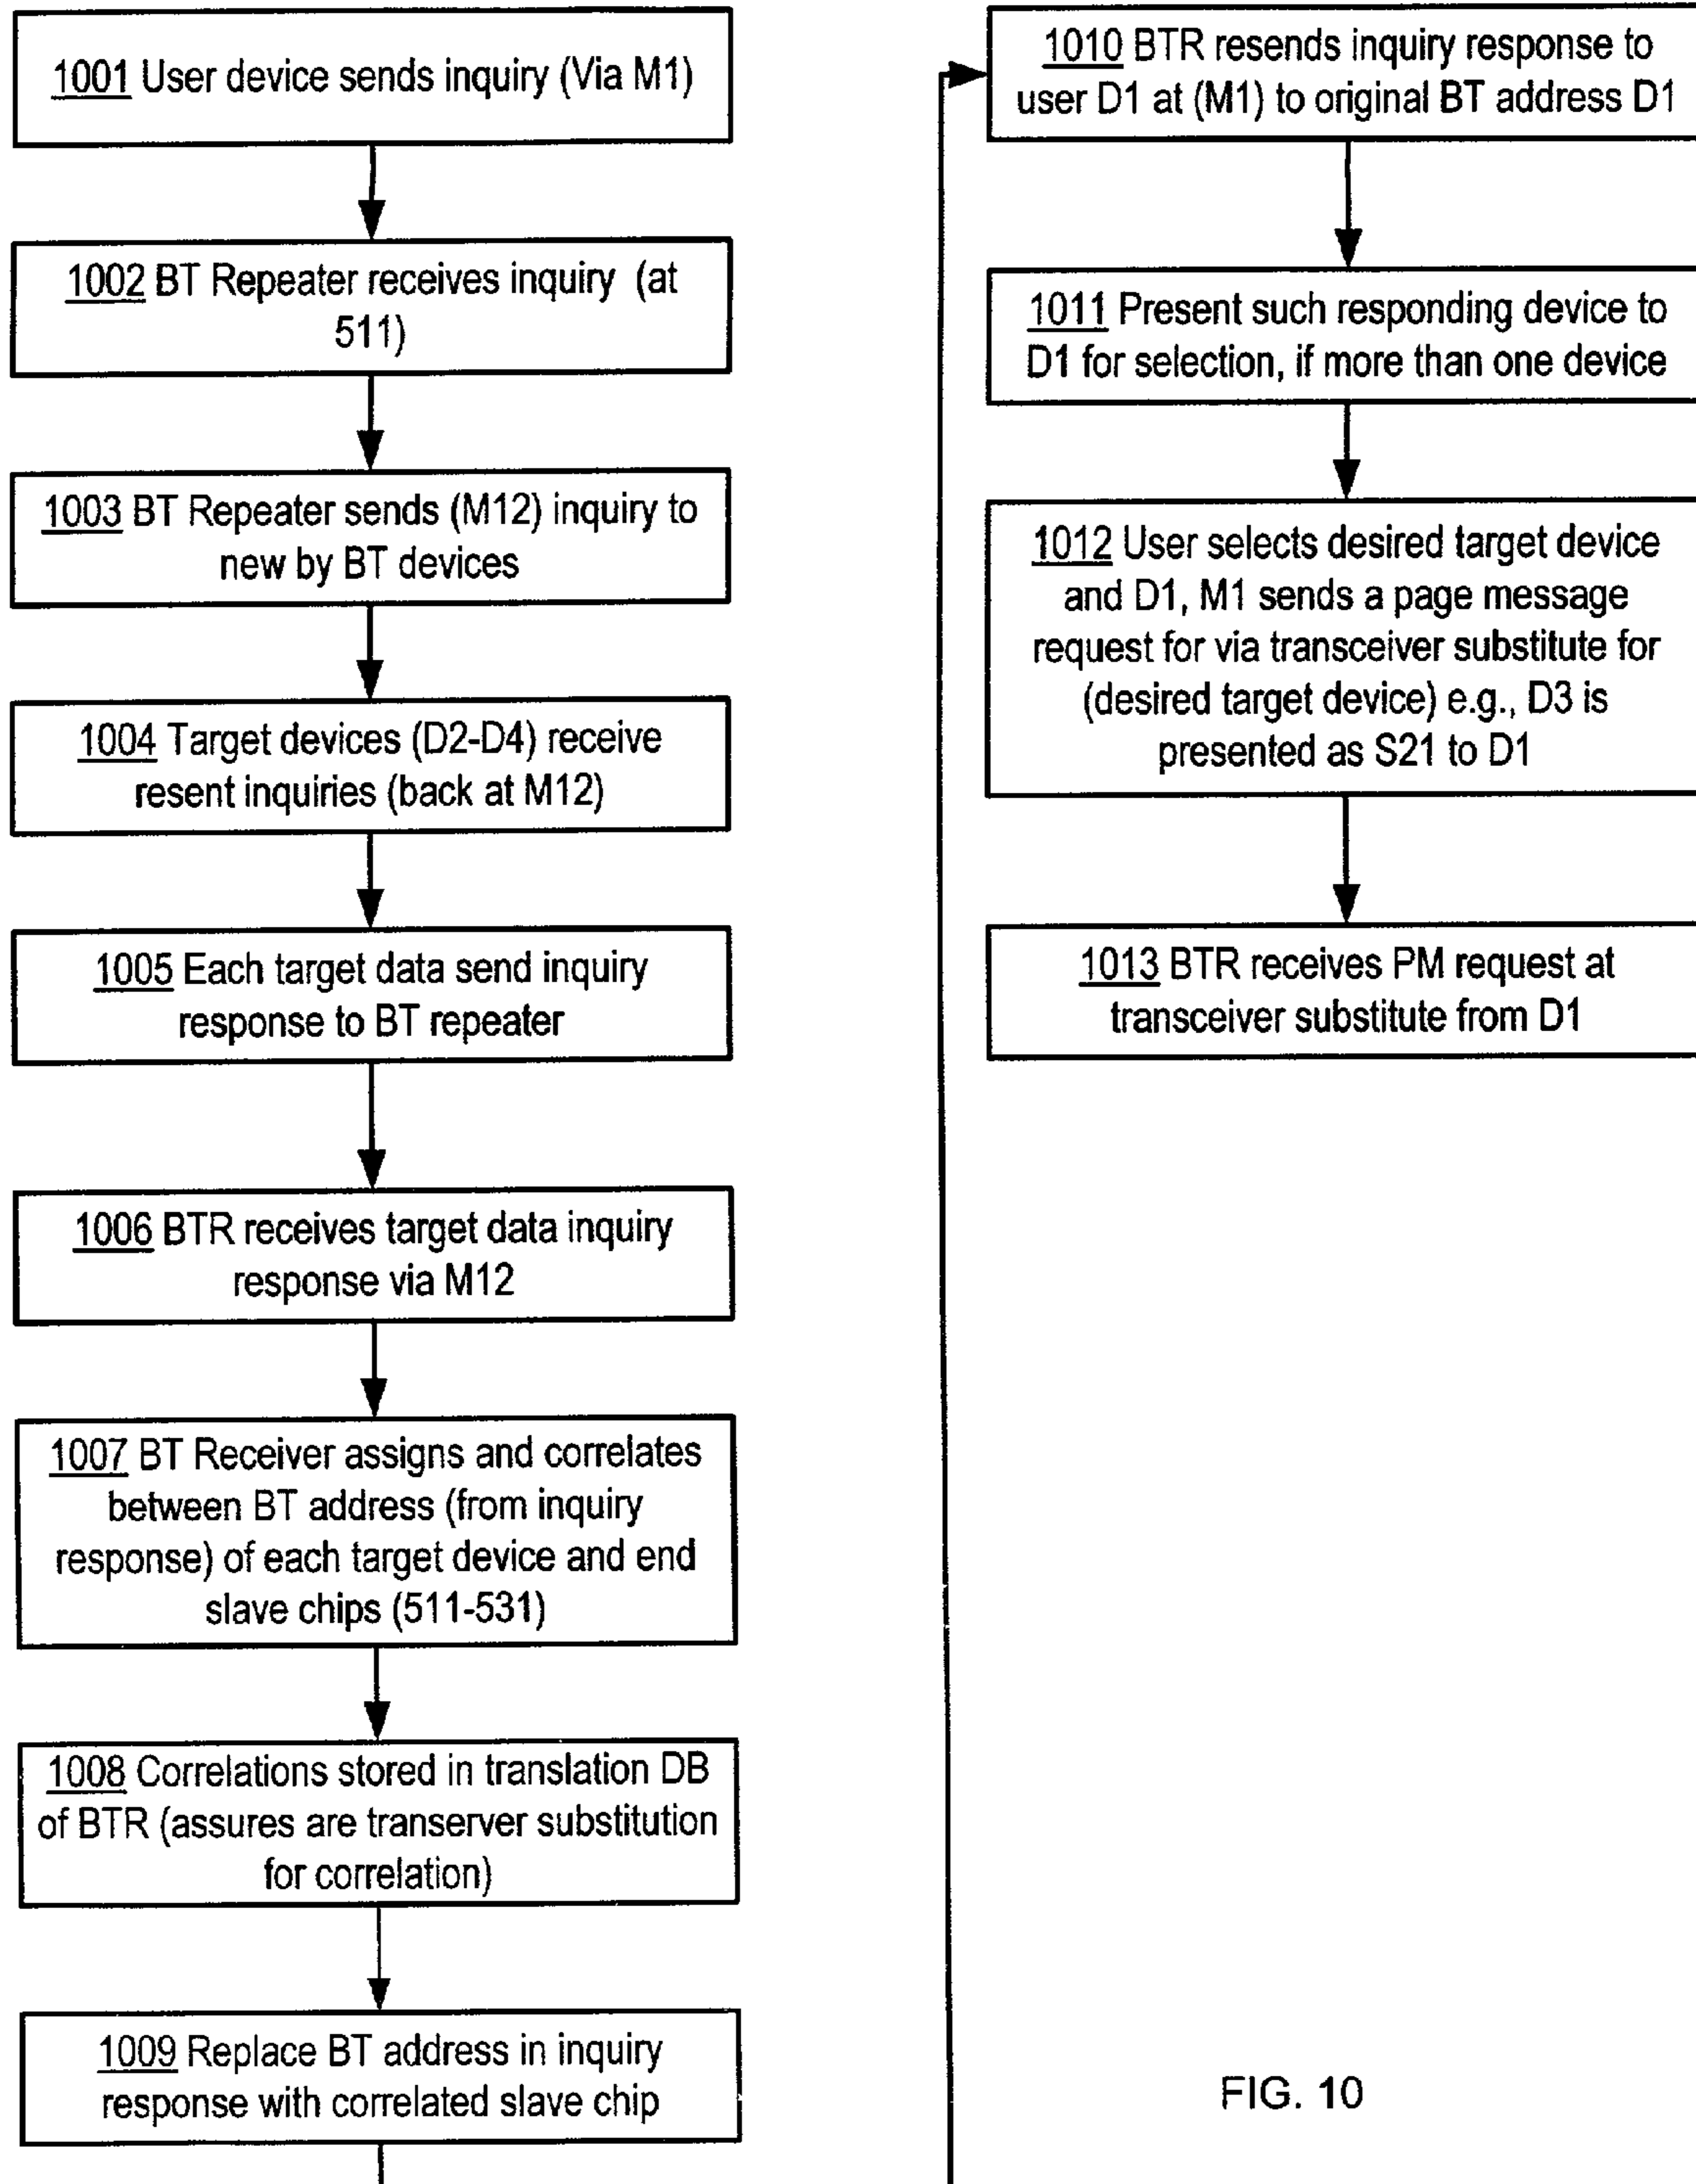 1001 User device sends inquiry (Via M1)
1002 BT Repeater receives inquiry (at
511)
1003 BT Repeater sends (M12) inquiry to
new by BT devices
1004 Target devices (D2-D4) receive
resent inquiries (back at M12)
1005 Each target data send inquiry
response to BT repeater
1006 BTR receives target data inquiry
response via M12
1007 BT Receiver assigns and correlates
between BT address (from inquiry
response) of each target device and end
slave chips (511-531)
1008 Correlations stored in translation DB
of BTR (assures are transerver substitution
for correlation)
1009 Replace BT address in inquiry
response with correlated slave chip
1010 BTR resends inquiry response to
user D1 at (M1) to original BT address D1
1011 Present such responding device to
D1 for selection, if more than one device
1012 User selects desired target device
and D1, M1 sends a page message
request for via transceiver substitute for
(desired target device) e.g., D3 is
presented as S21 to D1
1013 BTR receives PM request at
transceiver substitute from D1
FIG. 10